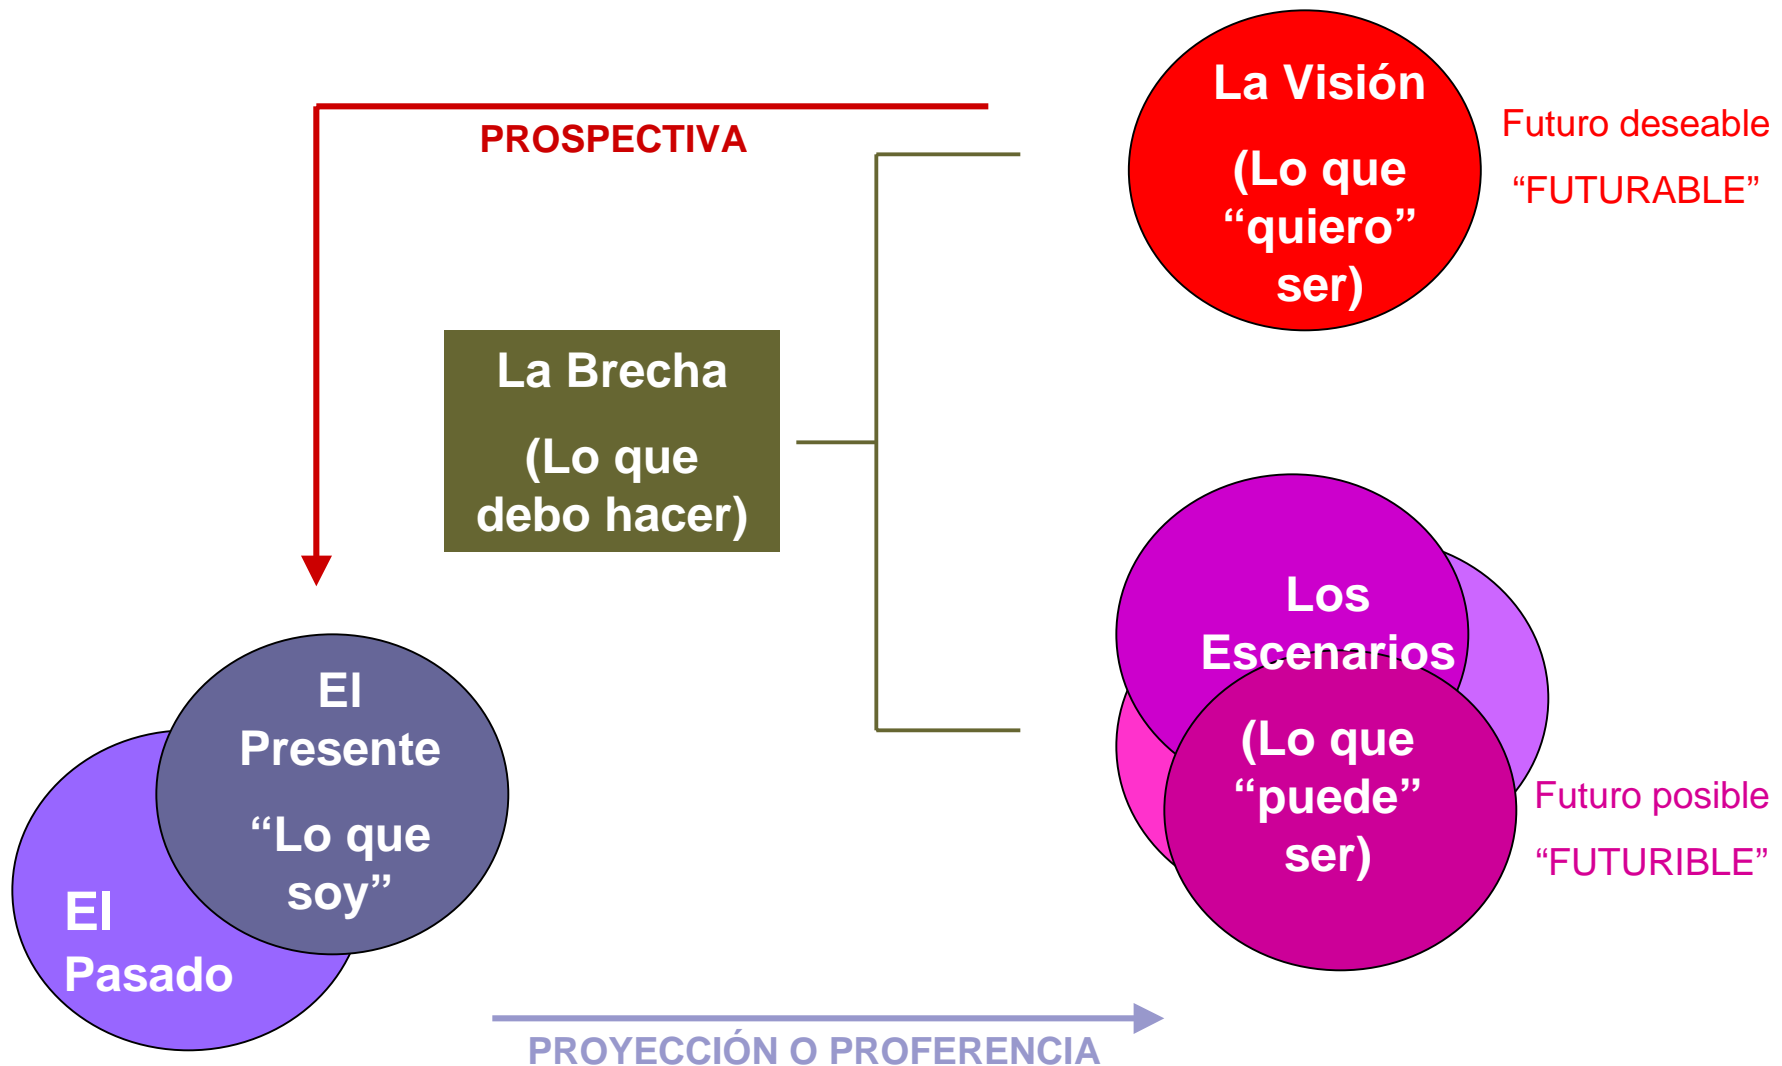 La Visión
(Lo que
“quiero”
ser)
Futuro deseable
“FUTURABLE”
PROSPECTIVA
La Brecha
(Lo que
debo hacer)
Los
Escenarios
(Lo que
“puede”
ser)
Futuro posible
“FUTURIBLE”
El
Presente
“Lo que
soy”
El
Pasado
PROYECCIÓN O PROFERENCIA